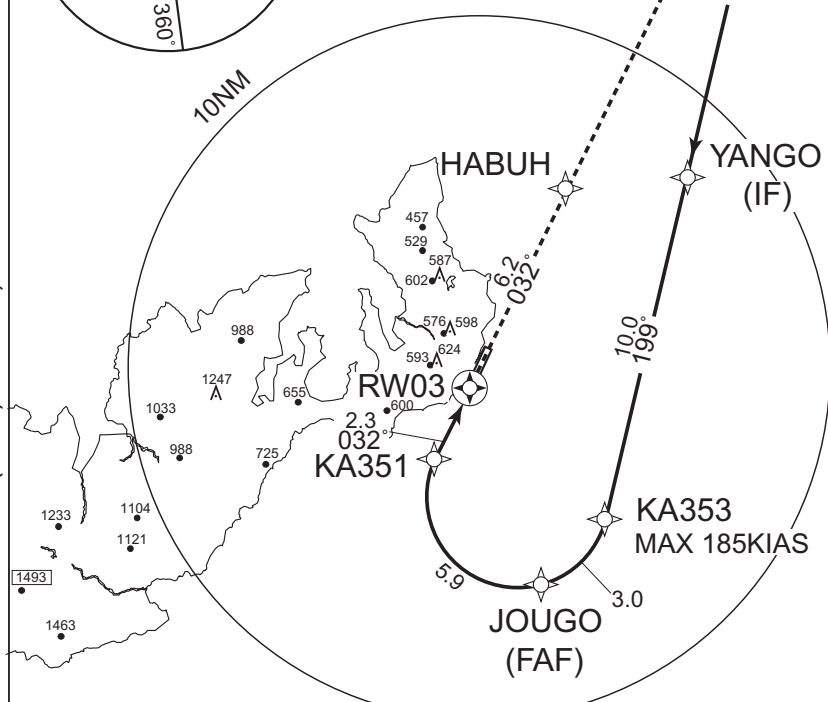 360°
10NM
HABUH
YANGO
(IF)
457
529
587
602
6.2
032°
576
598
988
10.0
199°
593
624
RW03
1247
655
600
1033
2.3
032°
KA351
988
725
1104
KA353
MAX 185KIAS
1233
1121
1493
5.9
3.0
JOUGO
(FAF)
1463